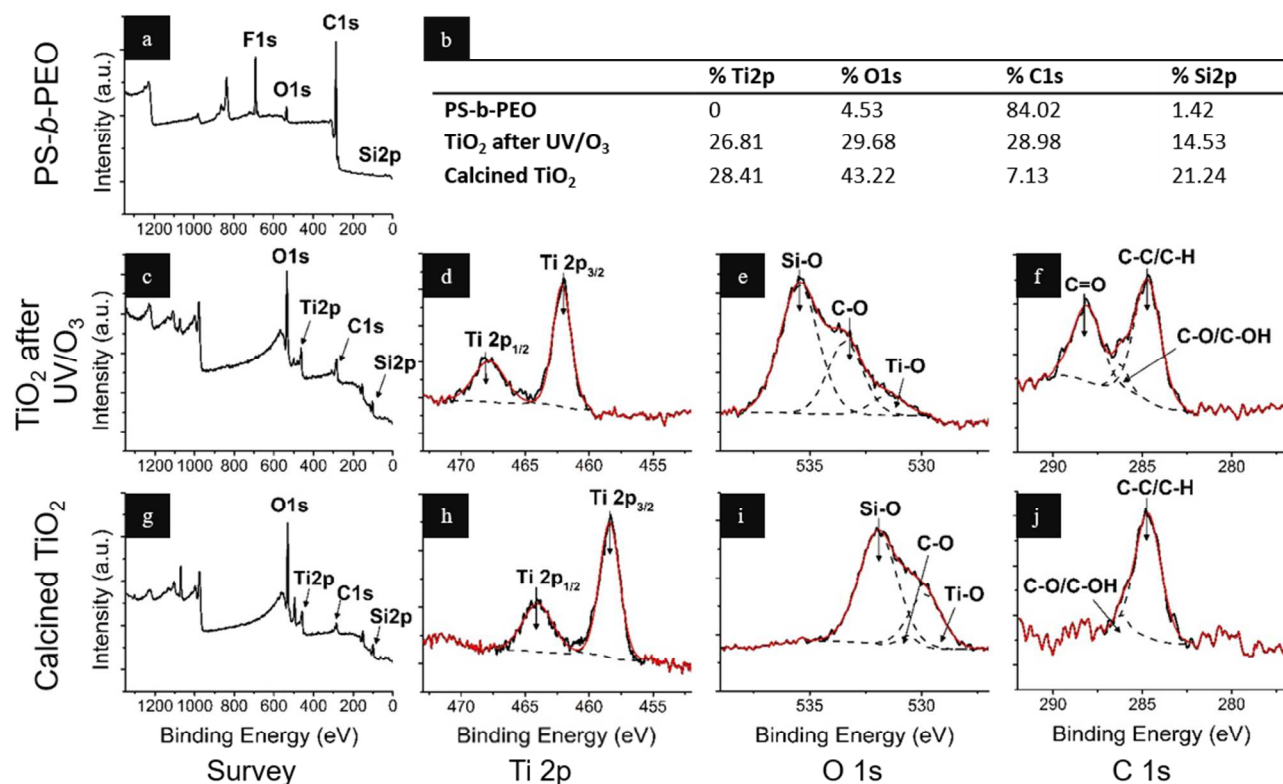 PS-b-PEO
a
Intensity (a.u.)
F1s
O1s
C1s
Si2p
1200 1000 800 600 400 200 0
b
% Ti2p % O1s % C1s % Si2p
PS-b-PEO 0 4.53 84.02 1.42
TiO₂ after UV/O₃ 26.81 29.68 28.98 14.53
Calcined TiO₂ 28.41 43.22 7.13 21.24
TiO₂ after
UV/O₃
c
Intensity (a.u.)
O1s
Ti2p
C1s
Si2p
1200 1000 800 600 400 200 0
d
Ti 2p₃/₂
Ti 2p₁/₂
470 465 460 455
e
Si-O
C-O
Ti-O
535 530
f
C-C/C-H
C=O
C-O/C-OH
290 285 280
Calcined TiO₂
g
Intensity (a.u.)
O1s
Ti2p
C1s
Si2p
1200 1000 800 600 400 200 0
Binding Energy (eV)
Survey
h
Ti 2p₃/₂
Ti 2p₁/₂
470 465 460 455
Binding Energy (eV)
Ti 2p
i
Si-O
C-O
Ti-O
535 530
Binding Energy (eV)
O 1s
j
C-C/C-H
C-O/C-OH
290 285 280
Binding Energy (eV)
C 1s